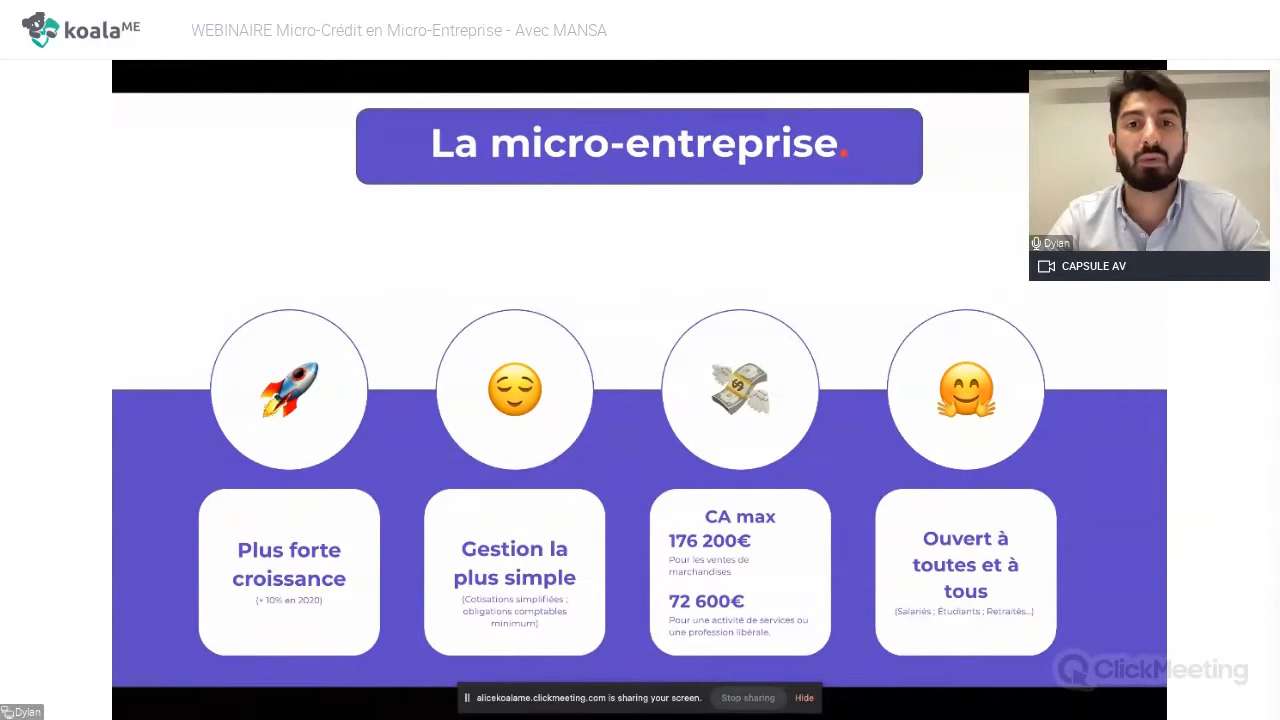 koala ME
WEBINAIRE Micro-Crédit en Micro-Entreprise - Avec MANSA
La micro-entreprise.
Dylan
CAPSULE AV
Plus forte
croissance
(+ 10% en 2020)
Gestion la
plus simple
(Cotisations simplifiées ;
obligations comptables
minimum)
CA max
176 200€
Pour les ventes de
marchandises
72 600€
Pour une activité de services ou
une profession libérale.
Ouvert à
toutes et à
tous
(Salariés ; Étudiants ; Retraités...)
ClickMeeting
alicekoalame.clickmeeting.com is sharing your screen.
Stop sharing
Hide
Dylan